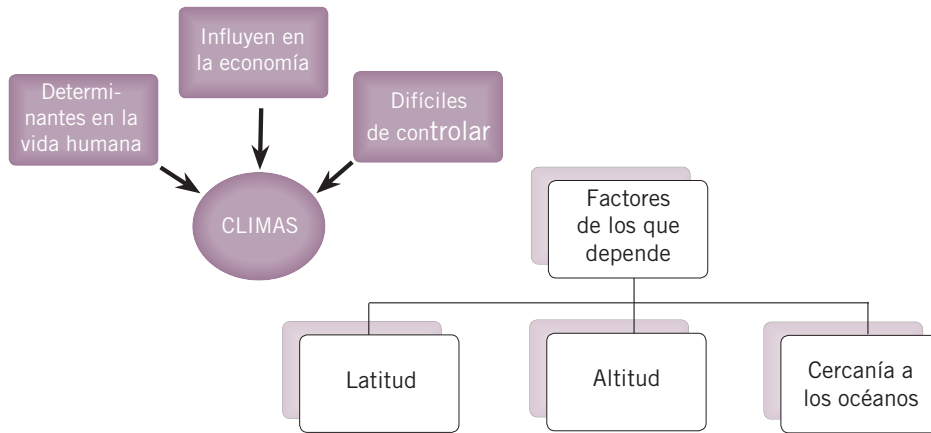 Influyen en
la economía
Determi-
nantes en la
vida humana
Difíciles
de controlar
CLIMAS
Factores
de los que
depende
Latitud
Altitud
Cercanía a
los océanos